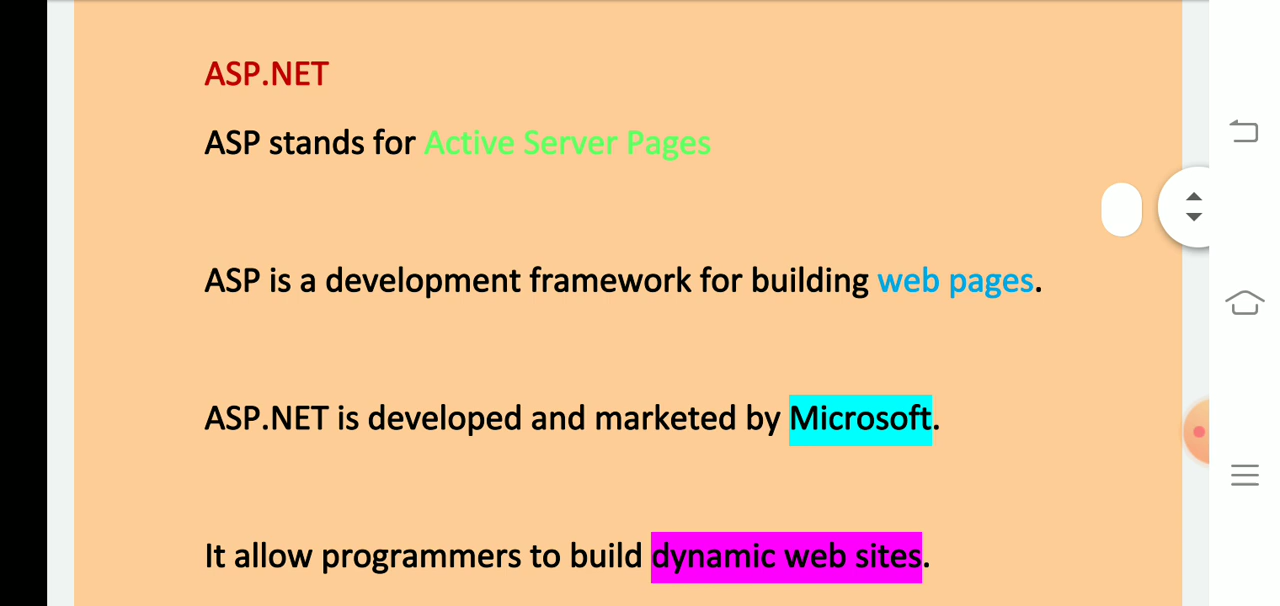 ASP.NET
ASP stands for Active Server Pages
ASP is a development framework for building web pages.
ASP.NET is developed and marketed by Microsoft.
It allow programmers to build dynamic web sites.